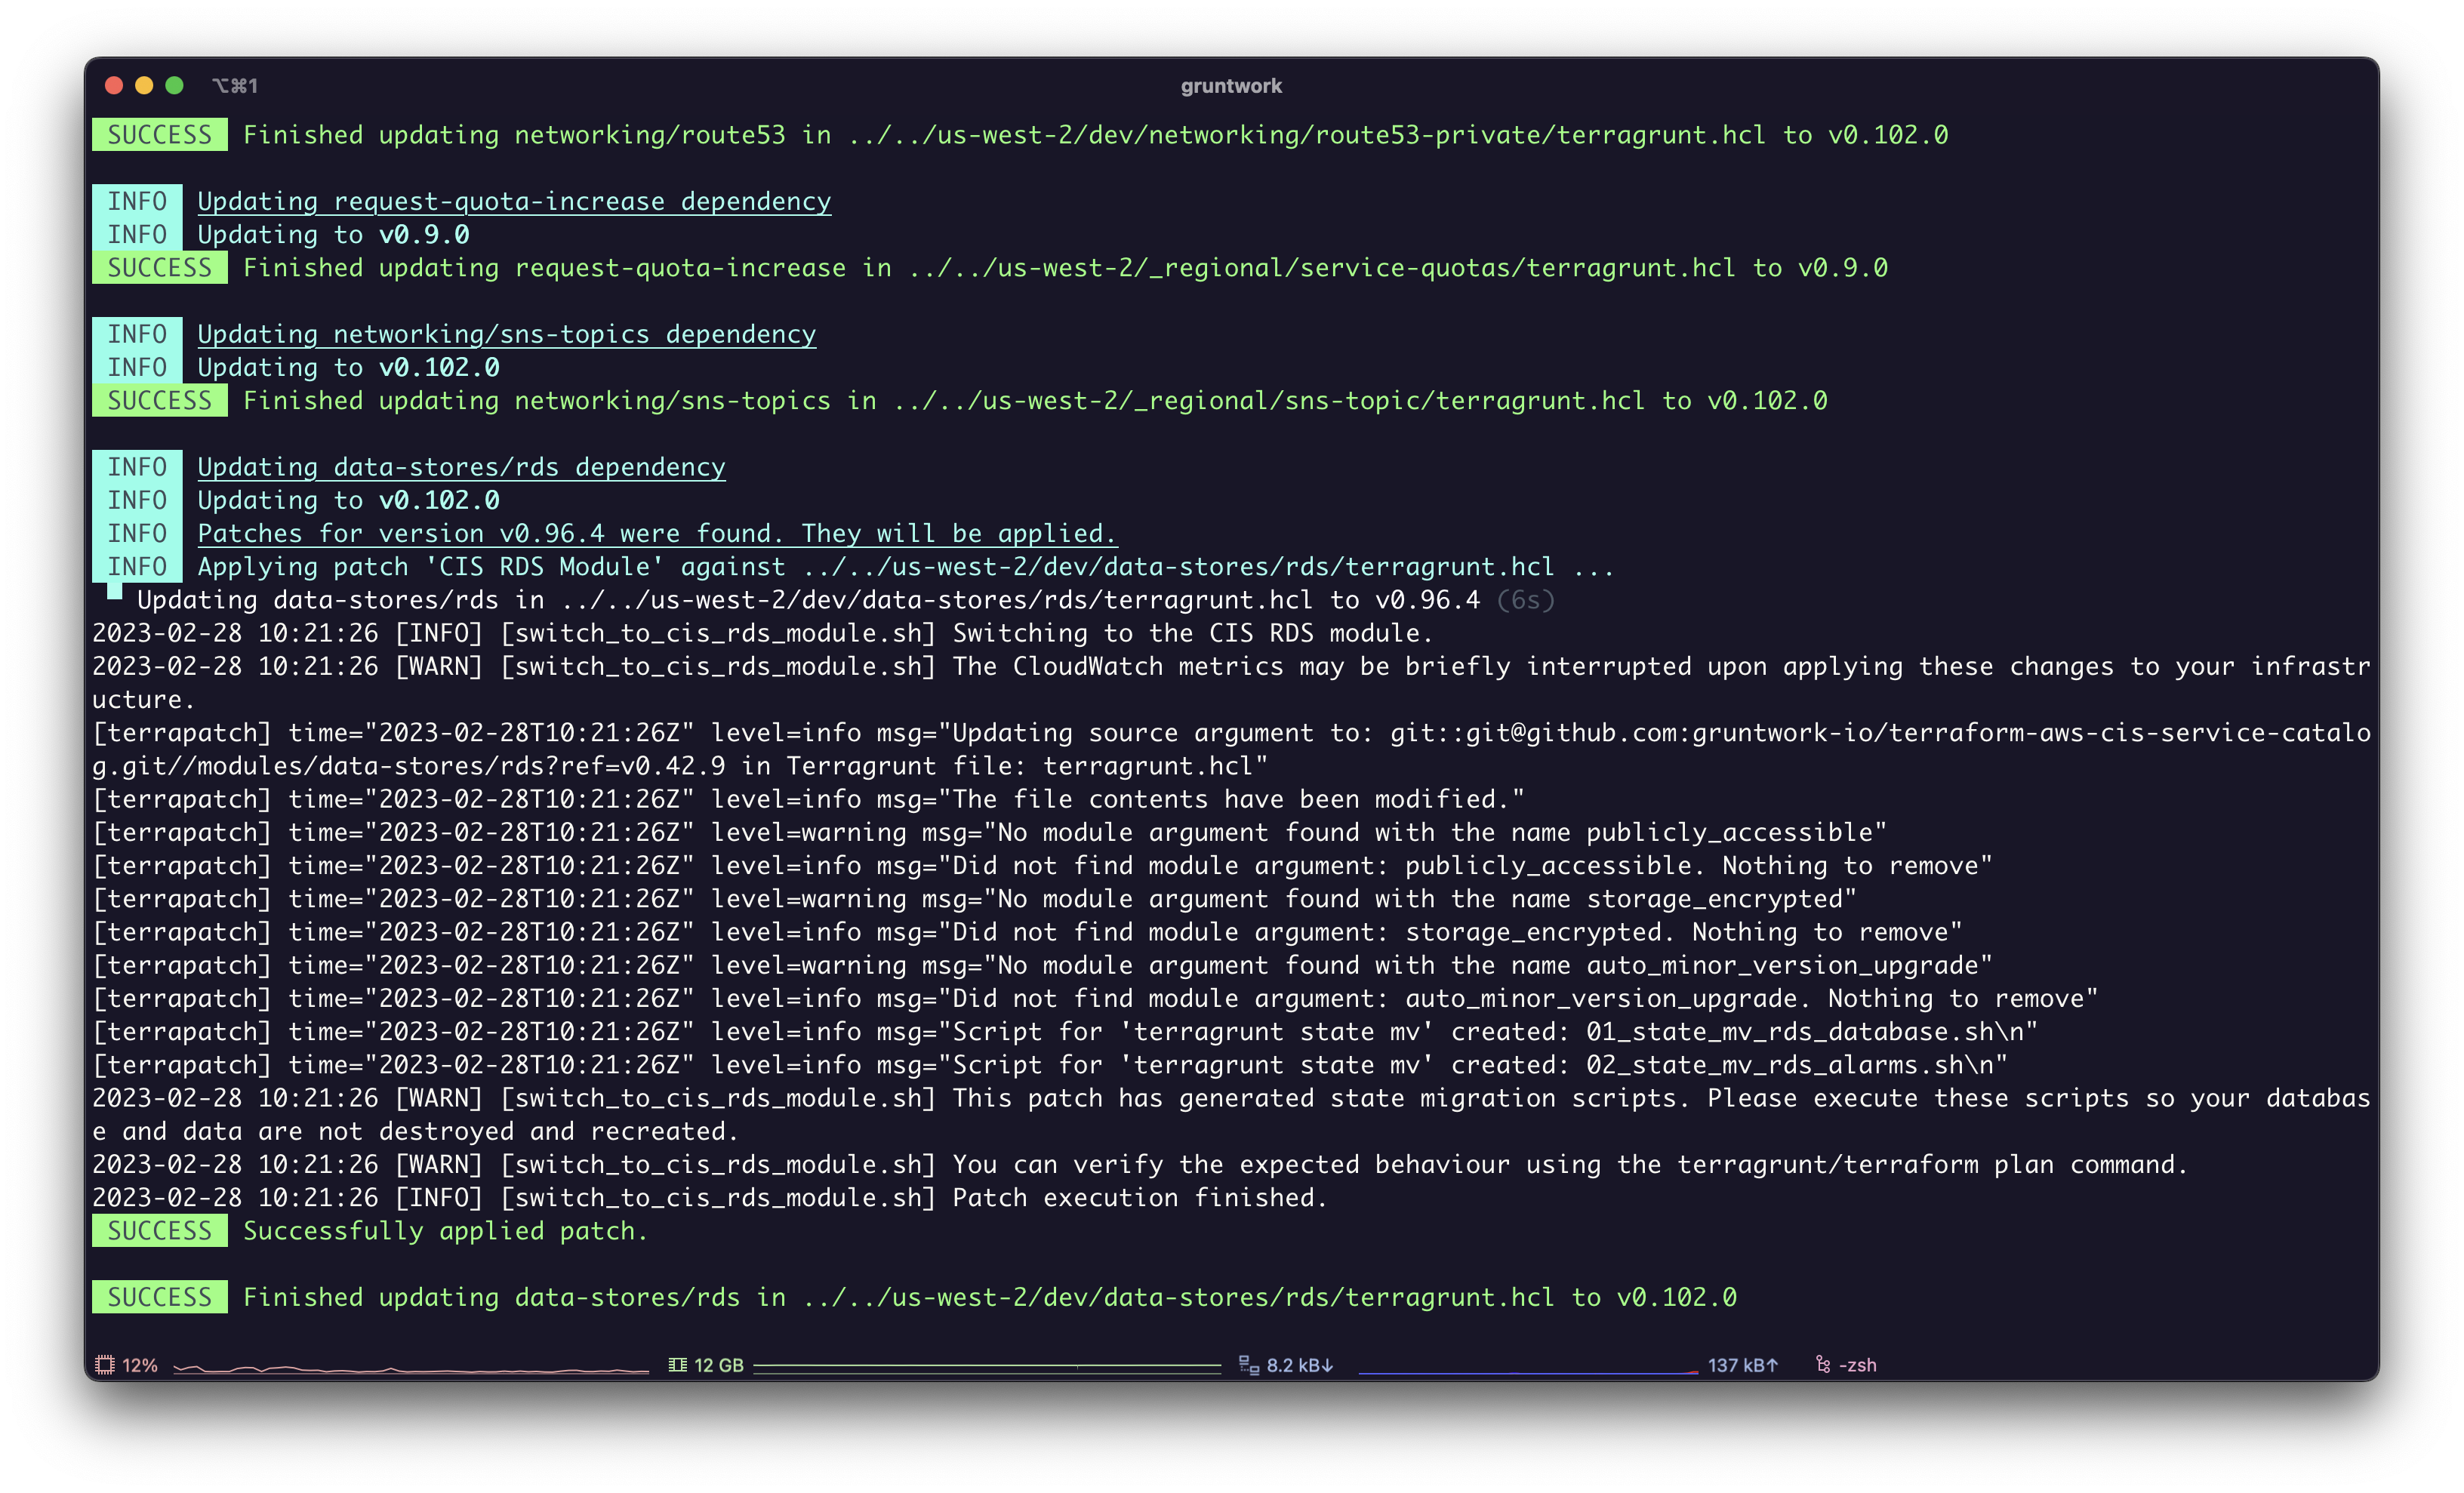 ⌥⌘1
gruntwork
SUCCESS Finished updating networking/route53 in ../../us-west-2/dev/networking/route53-private/terragrunt.hcl to v0.102.0
INFO Updating request-quota-increase dependency
INFO Updating to v0.9.0
SUCCESS Finished updating request-quota-increase in ../../us-west-2/_regional/service-quotas/terragrunt.hcl to v0.9.0
INFO Updating networking/sns-topics dependency
INFO Updating to v0.102.0
SUCCESS Finished updating networking/sns-topics in ../../us-west-2/_regional/sns-topic/terragrunt.hcl to v0.102.0
INFO Updating data-stores/rds dependency
INFO Updating to v0.102.0
INFO Patches for version v0.96.4 were found. They will be applied.
INFO Applying patch 'CIS RDS Module' against ../../us-west-2/dev/data-stores/rds/terragrunt.hcl ...
Updating data-stores/rds in ../../us-west-2/dev/data-stores/rds/terragrunt.hcl to v0.96.4 (6s)
2023-02-28 10:21:26 [INFO] [switch_to_cis_rds_module.sh] Switching to the CIS RDS module.
2023-02-28 10:21:26 [WARN] [switch_to_cis_rds_module.sh] The CloudWatch metrics may be briefly interrupted upon applying these changes to your infrastr
ucture.
[terrapatch] time="2023-02-28T10:21:26Z" level=info msg="Updating source argument to: git::git@github.com:gruntwork-io/terraform-aws-cis-service-catalo
g.git//modules/data-stores/rds?ref=v0.42.9 in Terragrunt file: terragrunt.hcl"
[terrapatch] time="2023-02-28T10:21:26Z" level=info msg="The file contents have been modified."
[terrapatch] time="2023-02-28T10:21:26Z" level=warning msg="No module argument found with the name publicly_accessible"
[terrapatch] time="2023-02-28T10:21:26Z" level=info msg="Did not find module argument: publicly_accessible. Nothing to remove"
[terrapatch] time="2023-02-28T10:21:26Z" level=warning msg="No module argument found with the name storage_encrypted"
[terrapatch] time="2023-02-28T10:21:26Z" level=info msg="Did not find module argument: storage_encrypted. Nothing to remove"
[terrapatch] time="2023-02-28T10:21:26Z" level=warning msg="No module argument found with the name auto_minor_version_upgrade"
[terrapatch] time="2023-02-28T10:21:26Z" level=info msg="Did not find module argument: auto_minor_version_upgrade. Nothing to remove"
[terrapatch] time="2023-02-28T10:21:26Z" level=info msg="Script for 'terragrunt state mv' created: 01_state_mv_rds_database.sh\n"
[terrapatch] time="2023-02-28T10:21:26Z" level=info msg="Script for 'terragrunt state mv' created: 02_state_mv_rds_alarms.sh\n"
2023-02-28 10:21:26 [WARN] [switch_to_cis_rds_module.sh] This patch has generated state migration scripts. Please execute these scripts so your databas
e and data are not destroyed and recreated.
2023-02-28 10:21:26 [WARN] [switch_to_cis_rds_module.sh] You can verify the expected behaviour using the terragrunt/terraform plan command.
2023-02-28 10:21:26 [INFO] [switch_to_cis_rds_module.sh] Patch execution finished.
SUCCESS Successfully applied patch.
SUCCESS Finished updating data-stores/rds in ../../us-west-2/dev/data-stores/rds/terragrunt.hcl to v0.102.0
12% 12 GB 8.2 kB↓ 137 kB↑ -zsh